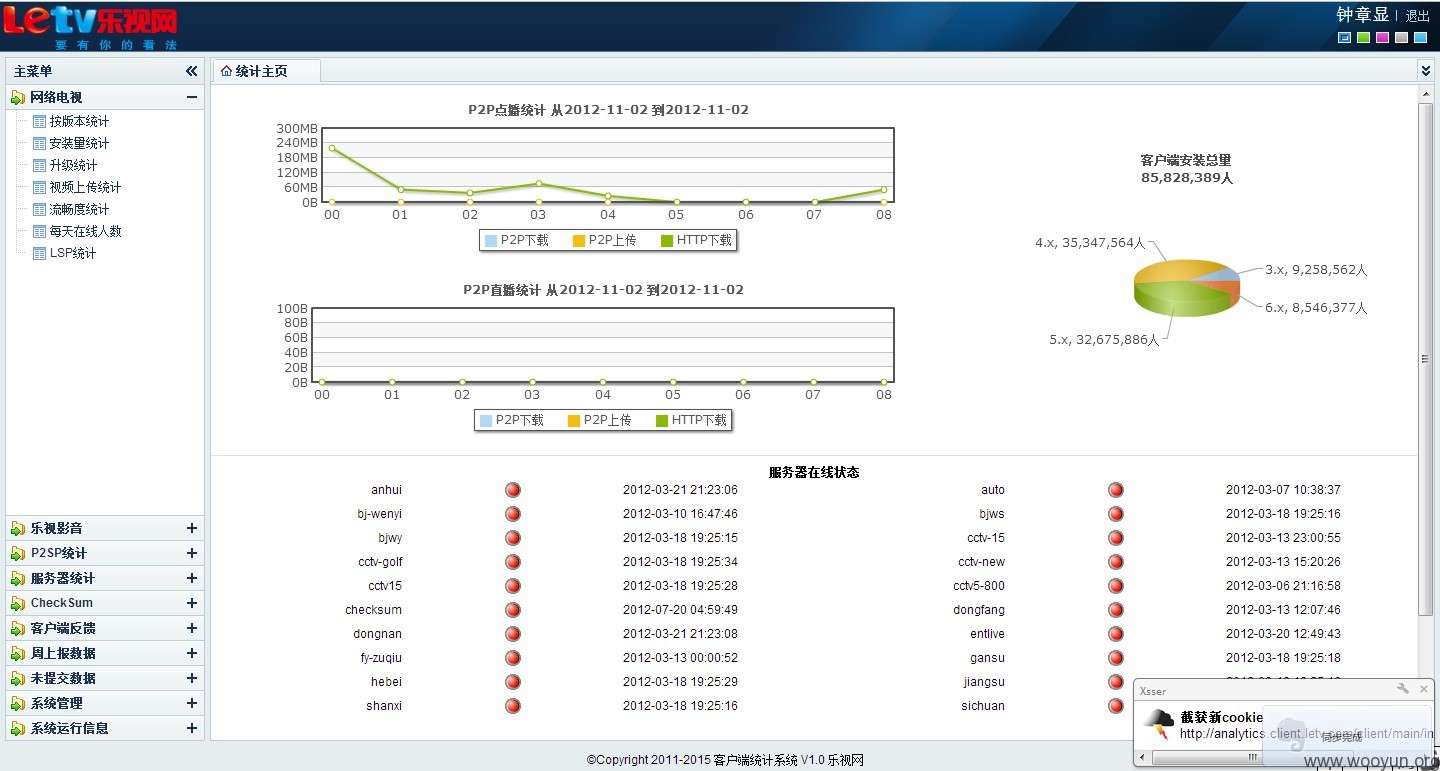 Letv乐视网
要有你的看法
钟章显 | 退出
主菜单
网络电视
按版本统计
安装量统计
升级统计
视频上传统计
流畅度统计
每天在线人数
LSP统计
乐视影音
P2SP统计
服务器统计
CheckSum
客户端反馈
周上报数据
未提交数据
系统管理
系统运行信息
统计主页
P2P点播统计 从2012-11-02 到2012-11-02
300MB
240MB
180MB
120MB
60MB
0B
00 01 02 03 04 05 06 07 08
P2P下载 P2P上传 HTTP下载
P2P直播统计 从2012-11-02 到2012-11-02
100B
80B
60B
40B
20B
0B
00 01 02 03 04 05 06 07 08
P2P下载 P2P上传 HTTP下载
客户端安装总量
85,828,389人
4.x, 35,347,564人
3.x, 9,258,562人
6.x, 8,546,377人
5.x, 32,675,886人
服务器在线状态
anhui 2012-03-21 21:23:06 auto 2012-03-07 10:38:37
bj-wenyi 2012-03-10 16:47:46 bjws 2012-03-18 19:25:16
bjwy 2012-03-18 19:25:15 cctv-15 2012-03-13 23:00:55
cctv-golf 2012-03-18 19:25:34 cctv-new 2012-03-13 15:20:26
cctv15 2012-03-18 19:25:28 cctv5-800 2012-03-06 21:16:58
checksum 2012-07-20 04:59:49 dongfang 2012-03-13 12:07:46
dongnan 2012-03-21 21:23:08 entlive 2012-03-20 12:49:43
fy-zuqiu 2012-03-13 00:00:52 gansu 2012-03-18 19:25:18
hebei 2012-03-18 19:25:29 jiangsu
shanxi 2012-03-18 19:25:16 sichuan
Xsser
截获新cookie
http://analytics.client.letv.com/client/main/in
同步完成
www.wooyun.org
©Copyright 2011-2015 客户端统计系统 V1.0 乐视网